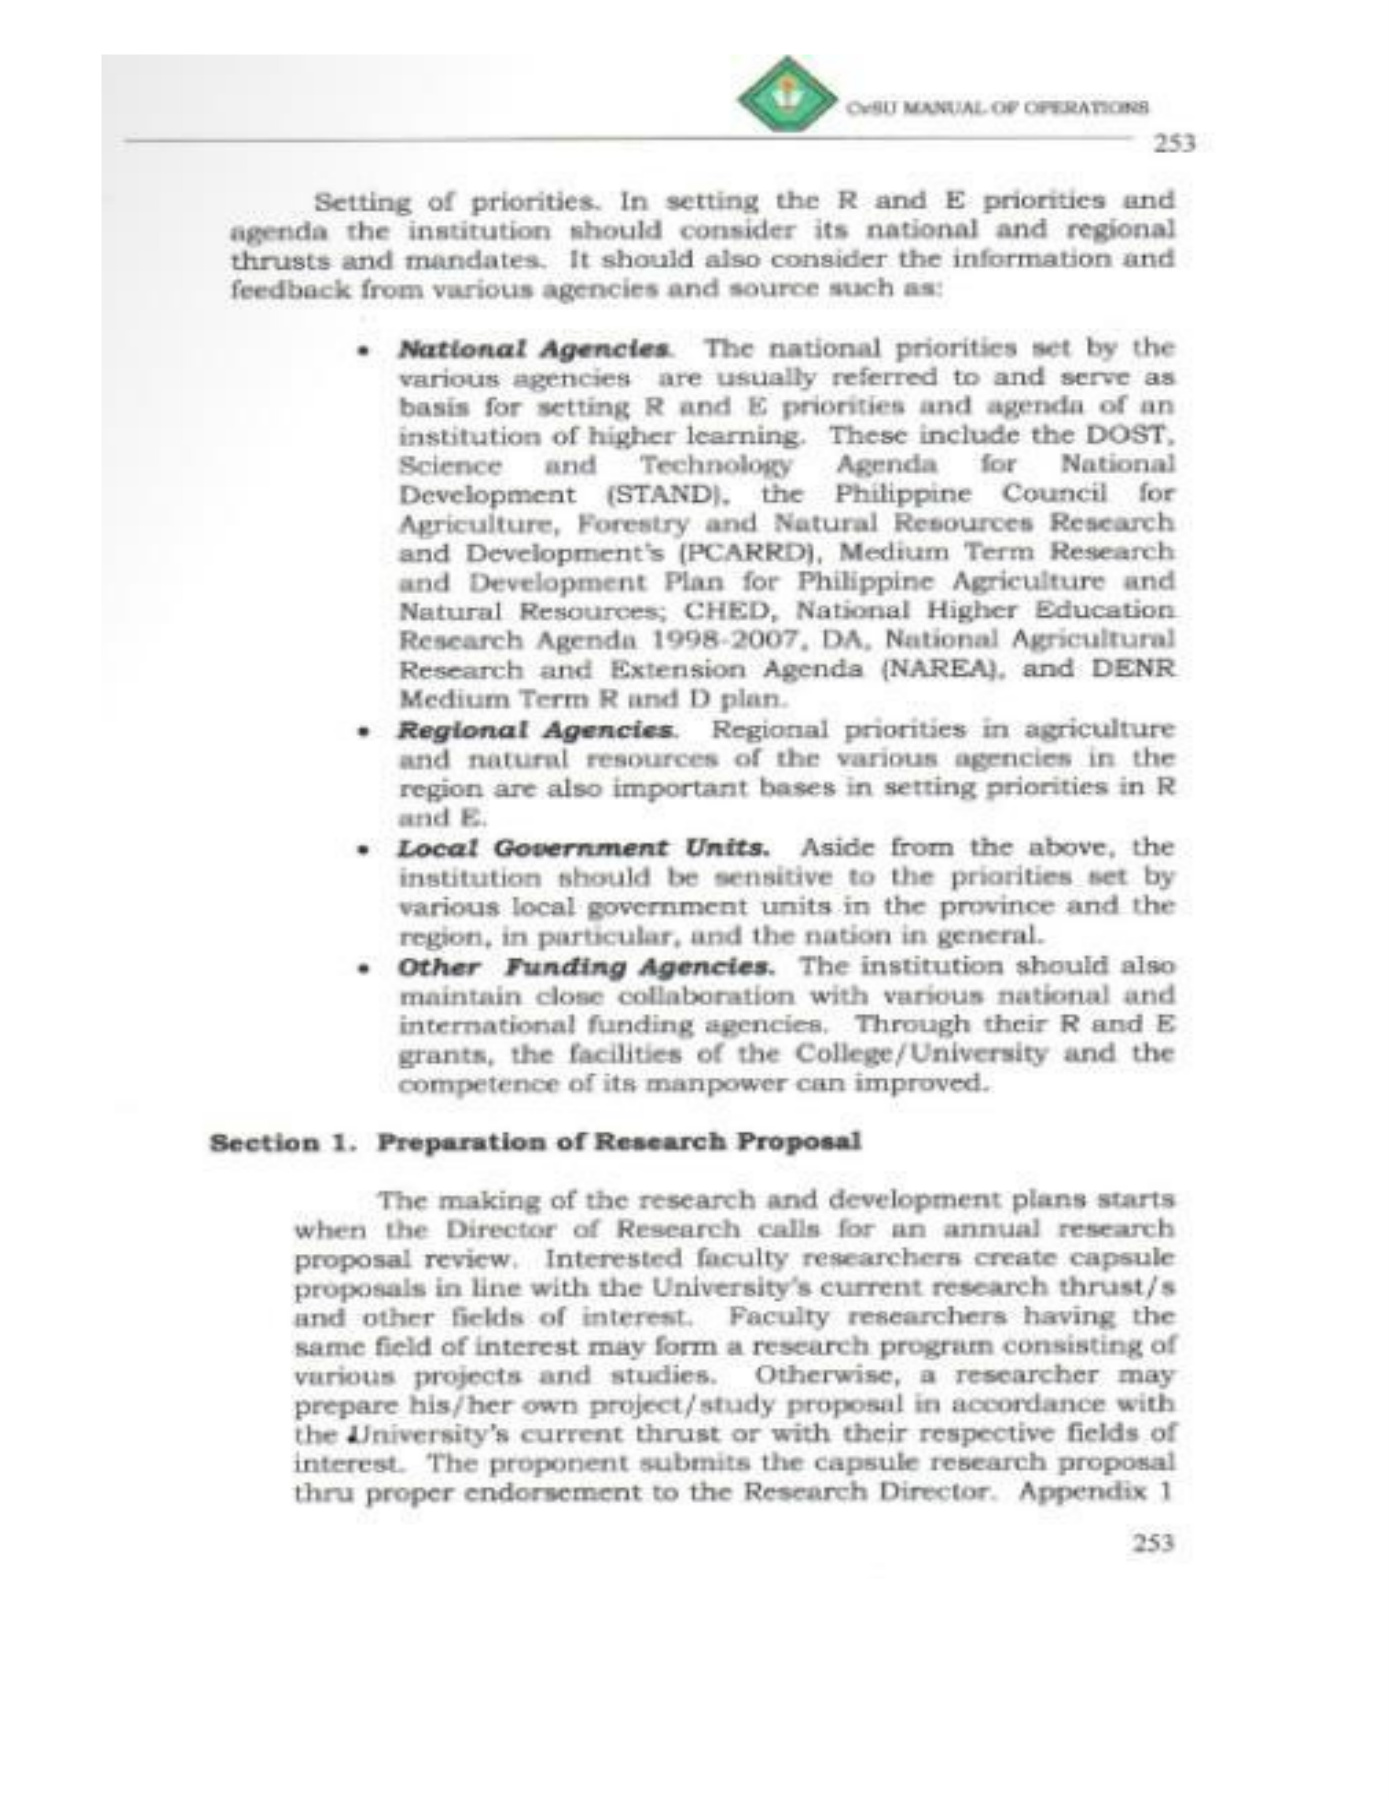 CvSU MANUAL OF OPERATIONS
253
Setting of priorities. In setting the R and E priorities and
agenda the institution should consider its national and regional
thrusts and mandates. It should also consider the information and
feedback from various agencies and source such as:
• National Agencies. The national priorities set by the
various agencies are usually referred to and serve as
basis for setting R and E priorities and agenda of an
institution of higher learning. These include the DOST,
Science and Technology Agenda for National
Development (STAND), the Philippine Council for
Agriculture, Forestry and Natural Resources Research
and Development's (PCARRD), Medium Term Research
and Development Plan for Philippine Agriculture and
Natural Resources; CHED, National Higher Education
Research Agenda 1998-2007, DA, National Agricultural
Research and Extension Agenda (NAREA), and DENR
Medium Term R and D plan.
• Regional Agencies. Regional priorities in agriculture
and natural resources of the various agencies in the
region are also important bases in setting priorities in R
and E.
• Local Government Units. Aside from the above, the
institution should be sensitive to the priorities set by
various local government units in the province and the
region, in particular, and the nation in general.
• Other Funding Agencies. The institution should also
maintain close collaboration with various national and
international funding agencies. Through their R and E
grants, the facilities of the College/University and the
competence of its manpower can improved.
Section 1. Preparation of Research Proposal
The making of the research and development plans starts
when the Director of Research calls for an annual research
proposal review. Interested faculty researchers create capsule
proposals in line with the University's current research thrust/s
and other fields of interest. Faculty researchers having the
same field of interest may form a research program consisting of
various projects and studies. Otherwise, a researcher may
prepare his/her own project/study proposal in accordance with
the University's current thrust or with their respective fields of
interest. The proponent submits the capsule research proposal
thru proper endorsement to the Research Director. Appendix 1
253